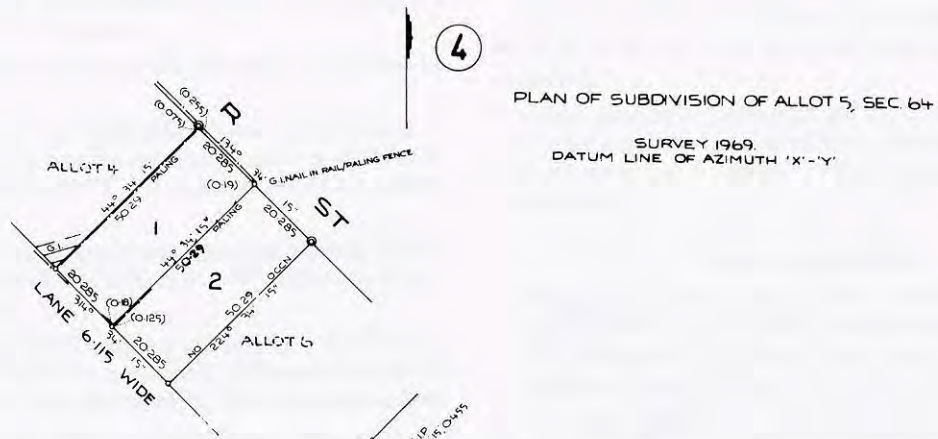 4
PLAN OF SUBDIVISION OF ALLOT 5, SEC. 64
SURVEY 1969.
DATUM LINE OF AZIMUTH 'X'-'Y'
(0.255)
(0.075)
R
134°
20.285
34'
G.I.NAIL IN RAIL/PALING FENCE
(0.19)
15"
ST
20.285
ALLOT 4
44° 34' 15"
PALING
50.29
1
44° 34' 15"
PALING
50.29
2
G.I.
20.285
314°
(0.18)
(0.125)
34'
15"
20.285
LANE 6.115 WIDE
NO OCCN
50.29
224° 34' 15"
ALLOT 6